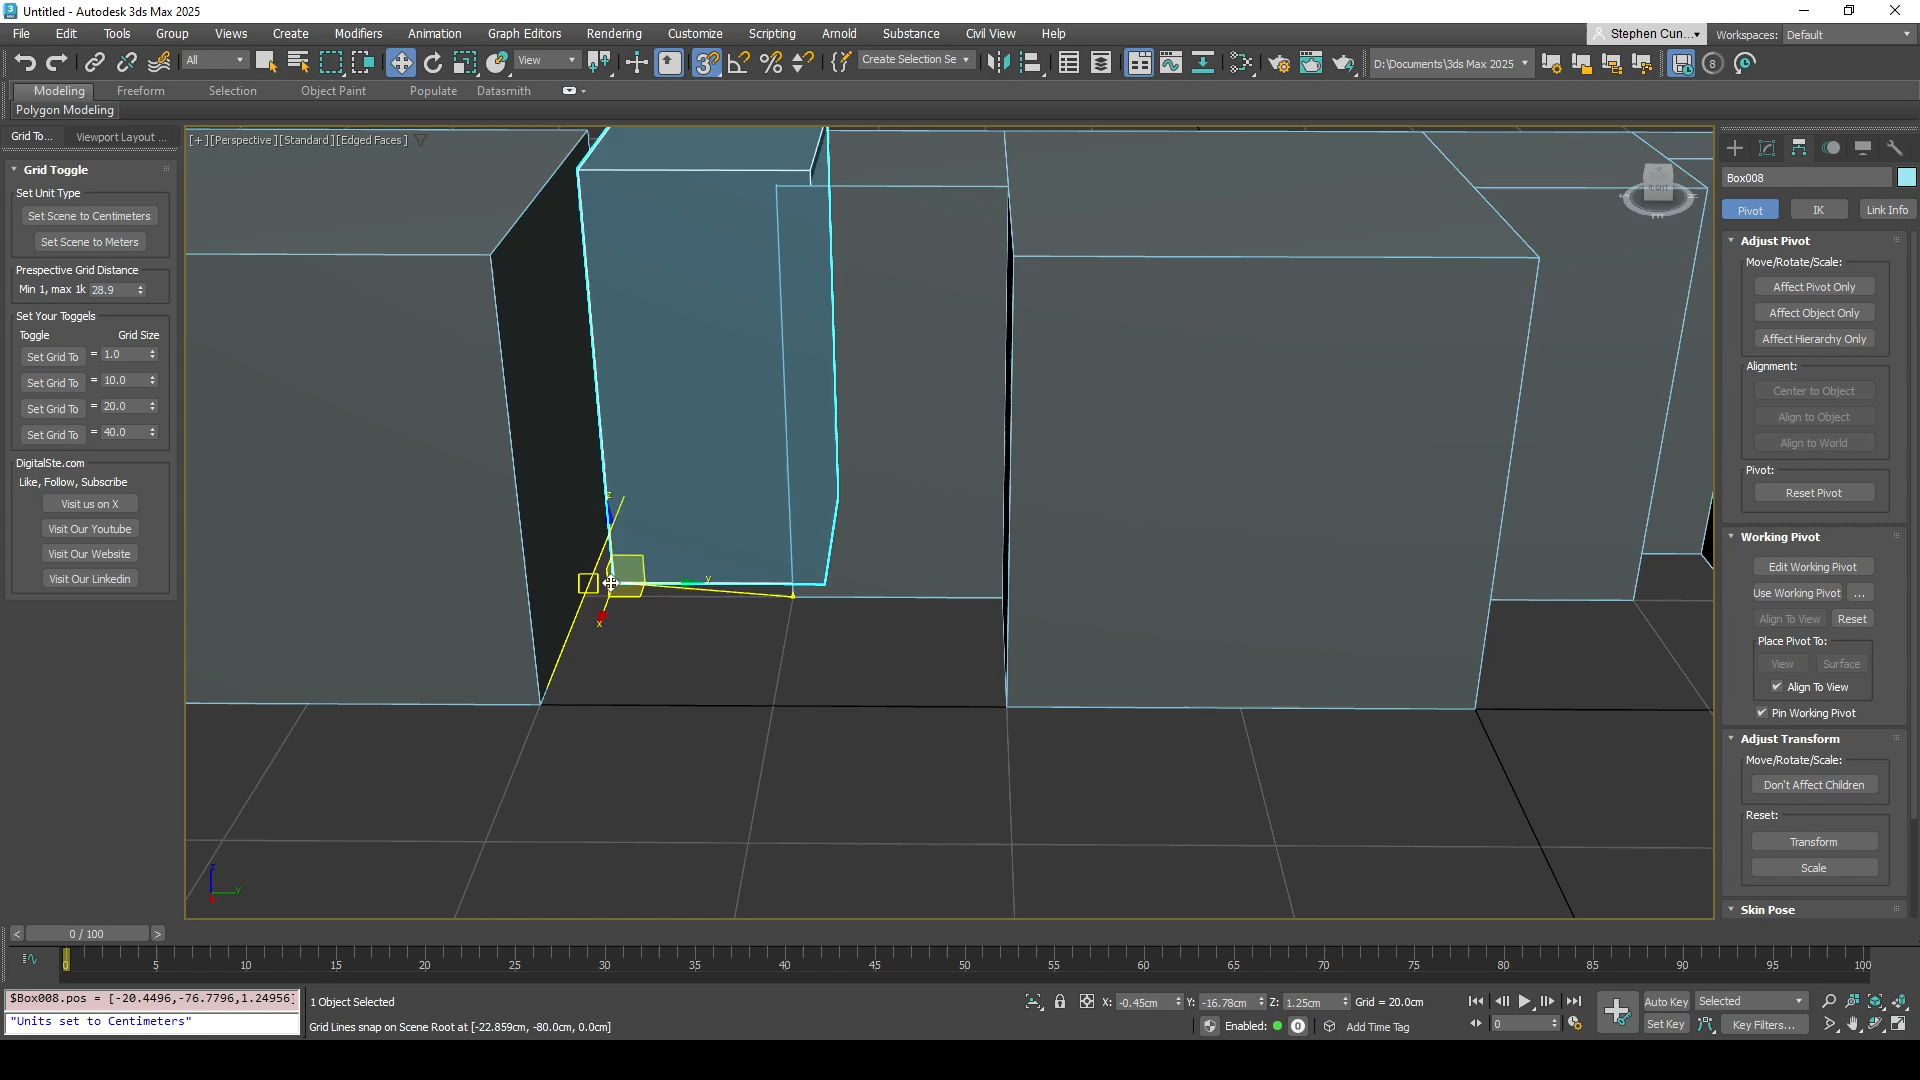 Untitled - Autodesk 3ds Max 2025
File Edit Tools Group Views Create Modifiers Animation Graph Editors Rendering Customize Scripting Arnold Substance Civil View Help
Stephen Cun... Workspaces: Default
All View Create Selection Se D:\Documents\3ds Max 2025
Modeling Freeform Selection Object Paint Populate Datasmith
Polygon Modeling
Grid To... Viewport Layout ...
[+][Perspective][Standard][Edged Faces]
Grid Toggle
Set Unit Type
Set Scene to Centimeters
Set Scene to Meters
Prespective Grid Distance
Min 1, max 1k 28.9
Set Your Toggels
Toggle Grid Size
Set Grid To = 1.0
Set Grid To = 10.0
Set Grid To = 20.0
Set Grid To = 40.0
DigitalSte.com
Like, Follow, Subscribe
Visit us on X
Visit Our Youtube
Visit Our Website
Visit Our Linkedin
RIGHT
z
y
x
z
y
Box008
Pivot IK Link Info
Adjust Pivot
Move/Rotate/Scale:
Affect Pivot Only
Affect Object Only
Affect Hierarchy Only
Alignment:
Center to Object
Align to Object
Align to World
Pivot:
Reset Pivot
Working Pivot
Edit Working Pivot
Use Working Pivot ...
Align To View Reset
Place Pivot To:
View Surface
Align To View
Pin Working Pivot
Adjust Transform
Move/Rotate/Scale:
Don't Affect Children
Reset:
Transform
Scale
Skin Pose
< 0 / 100 >
0 5 10 15 20 25 30 35 40 45 50 55 60 65 70 75 80 85 90 95 100
$Box008.pos = [-20.4496,-76.7796,1.24956]
"Units set to Centimeters"
1 Object Selected
Grid Lines snap on Scene Root at [-22.859cm, -80.0cm, 0.0cm]
X: -0.45cm Y: -16.78cm Z: 1.25cm Grid = 20.0cm
Enabled: 0 Add Time Tag
0
Auto Key Selected
Set Key Key Filters...